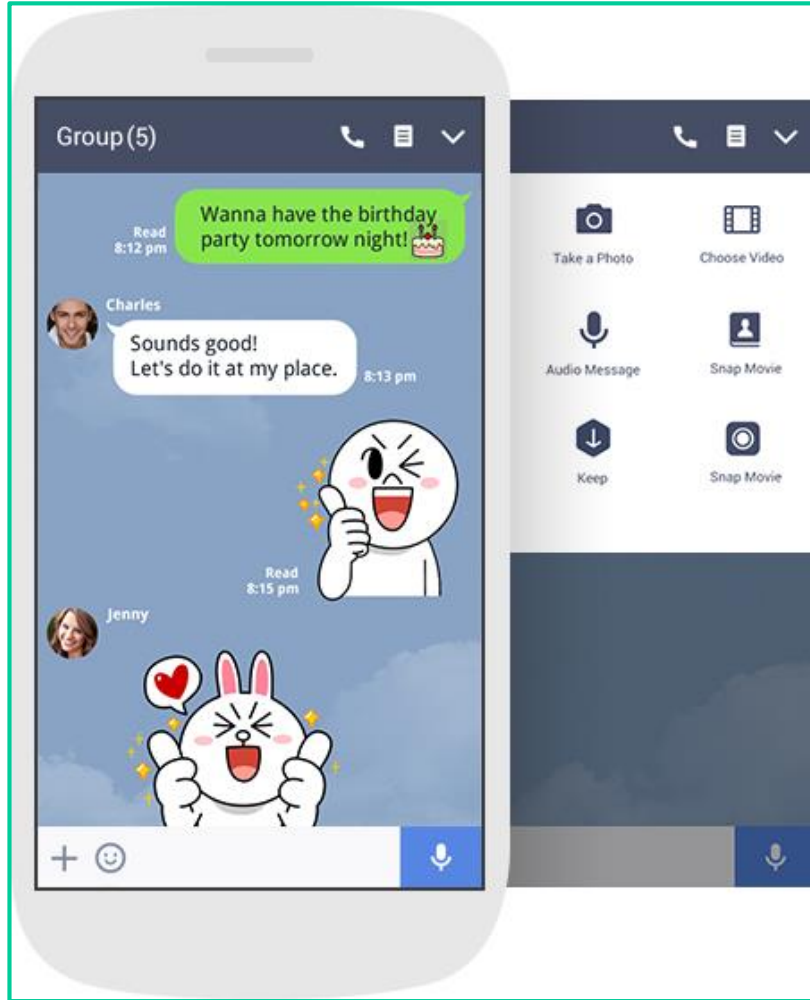 Group (5)
Wanna have the birthday
party tomorrow night!
Read
8:12 pm
Charles
Sounds good!
Let's do it at my place.
8:13 pm
Read
8:15 pm
Jenny
Take a Photo
Choose Video
Audio Message
Snap Movie
Keep
Snap Movie